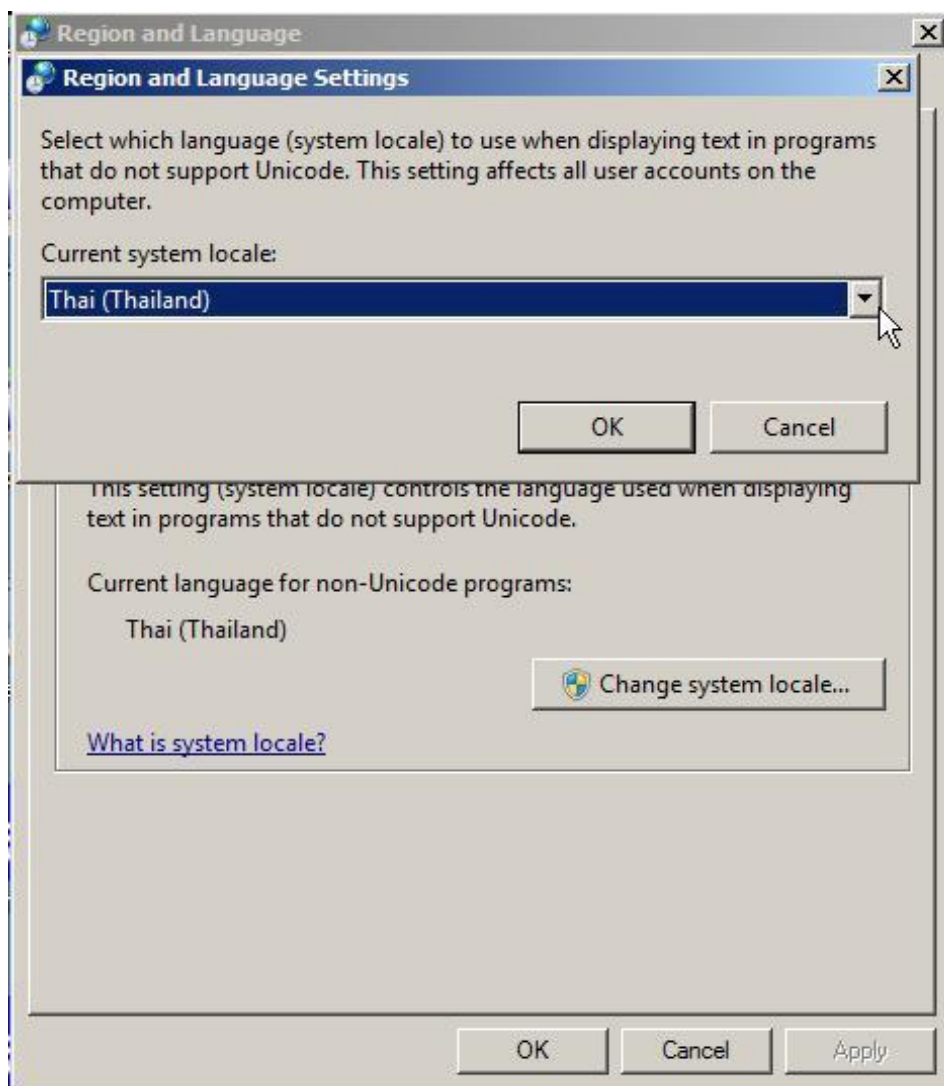 Region and Language
Region and Language Settings
Select which language (system locale) to use when displaying text in programs
that do not support Unicode. This setting affects all user accounts on the
computer.
Current system locale:
Thai (Thailand)
OK Cancel
This setting (system locale) controls the language used when displaying
text in programs that do not support Unicode.
Current language for non-Unicode programs:
Thai (Thailand)
Change system locale...
What is system locale?
OK Cancel Apply